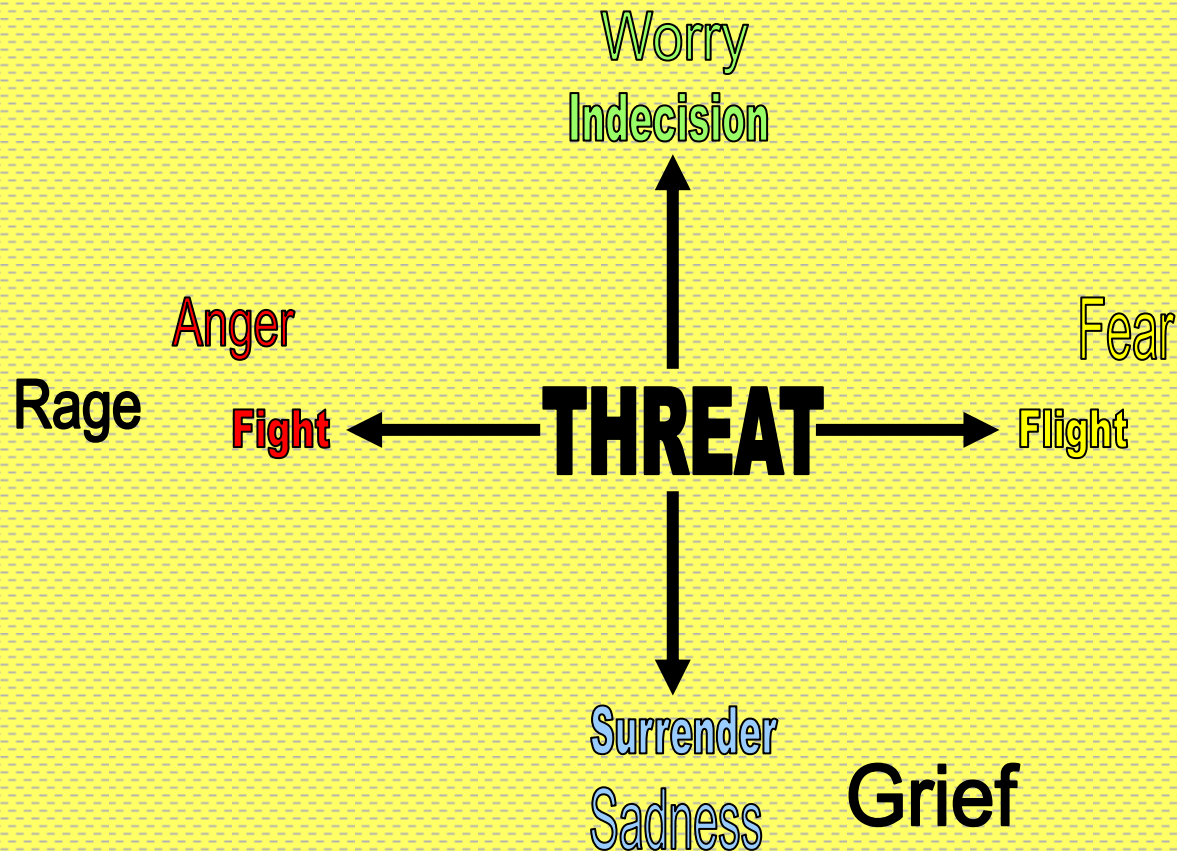 Worry
Indecision
Anger
Fear
Rage
Fight
THREAT
Flight
Surrender
Grief
Sadness